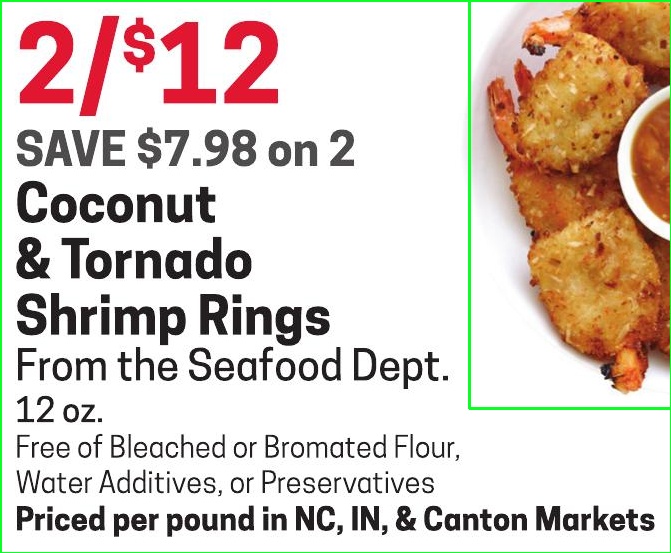 2/$12
SAVE $7.98 on 2
Coconut
& Tornado
Shrimp Rings
From the Seafood Dept.
12 oz.
Free of Bleached or Bromated Flour,
Water Additives, or Preservatives
Priced per pound in NC, IN, & Canton Markets